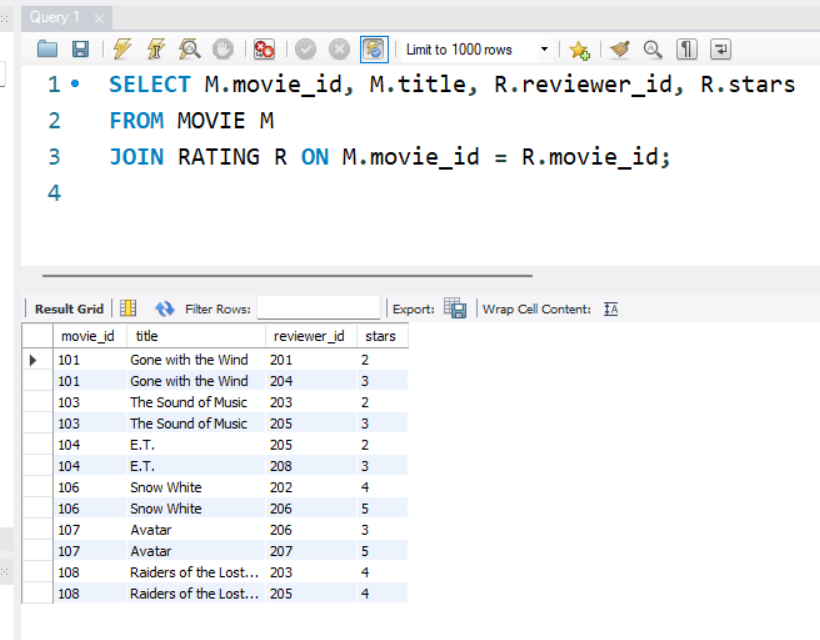 Query 1
Limit to 1000 rows
1 SELECT M.movie_id, M.title, R.reviewer_id, R.stars
2 FROM MOVIE M
3 JOIN RATING R ON M.movie_id = R.movie_id;
4
Result Grid Filter Rows: Export: Wrap Cell Content: IA
movie_id title reviewer_id stars
101 Gone with the Wind 201 2
101 Gone with the Wind 204 3
103 The Sound of Music 203 2
103 The Sound of Music 205 3
104 E.T. 205 2
104 E.T. 208 3
106 Snow White 202 4
106 Snow White 206 5
107 Avatar 206 3
107 Avatar 207 5
108 Raiders of the Lost... 203 4
108 Raiders of the Lost... 205 4